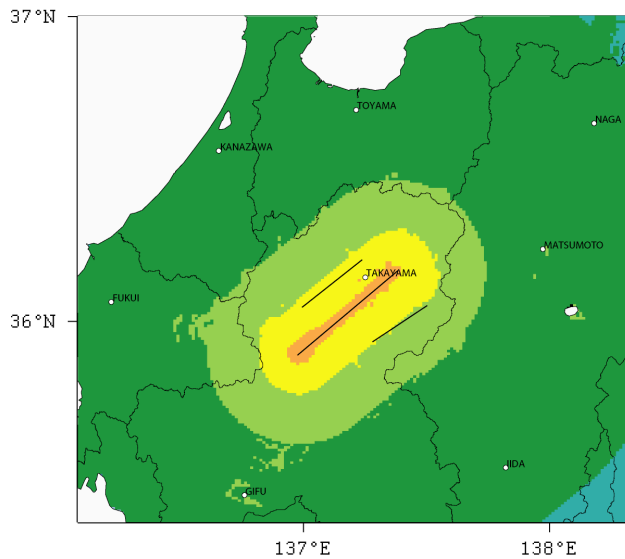 37°N
TOYAMA
NAGA
KANAZAWA
MATSUMOTO
TAKAYAMA
FUKUI
36°N
IIDA
GIFU
137°E
138°E